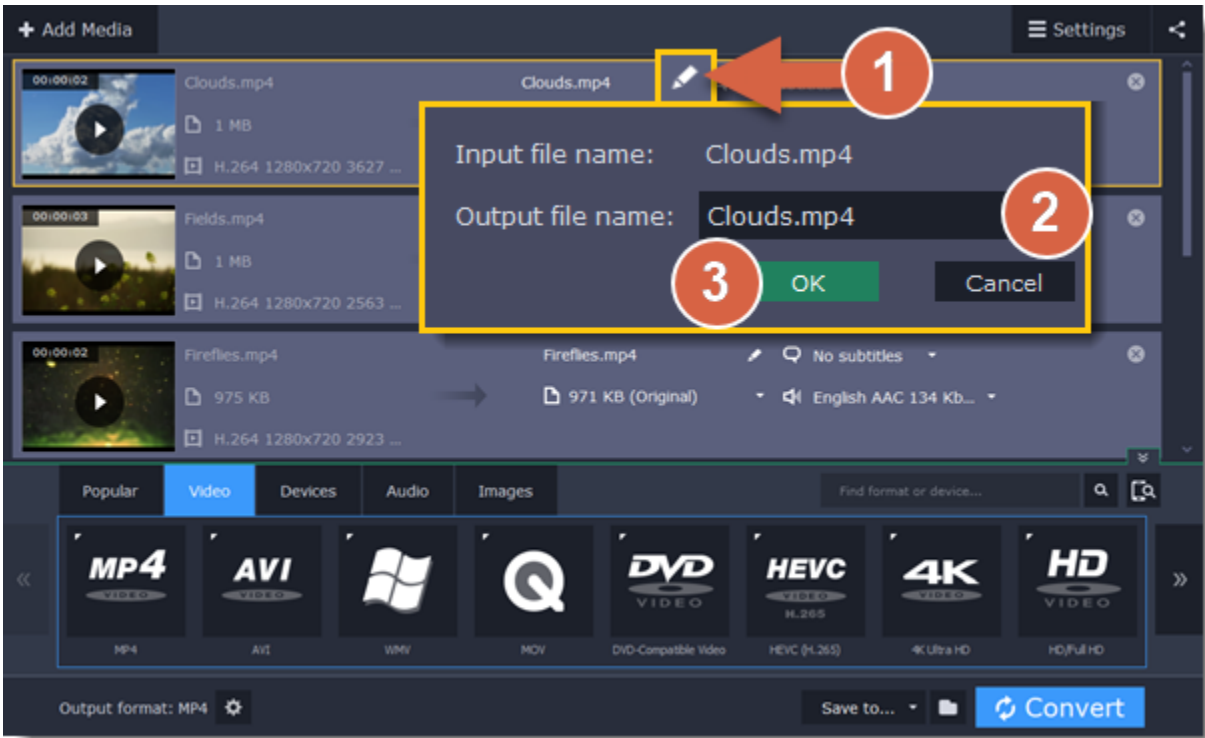 Add Media
Settings
1
00:00:02
Clouds.mp4
Clouds.mp4
1 MB
H.264 1280x720 3627 ...
Input file name: Clouds.mp4
Output file name: Clouds.mp4
2
3
OK
Cancel
00:00:03
Fields.mp4
1 MB
H.264 1280x720 2563 ...
00:00:02
Fireflies.mp4
Fireflies.mp4
No subtitles
975 KB
971 KB (Original)
English AAC 134 Kb...
H.264 1280x720 2923 ...
Popular
Video
Devices
Audio
Images
Find format or device...
MP4 VIDEO
AVI VIDEO
DVD VIDEO
HEVC VIDEO H.265
4K VIDEO
HD VIDEO
MP4
AVI
WMV
MOV
DVD-Compatible Video
HEVC (H.265)
4K Ultra HD
HD/Full HD
Output format: MP4
Save to...
Convert